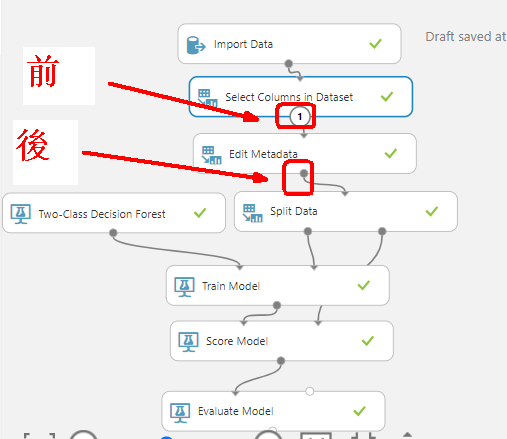 Import Data
Draft saved at
前
Select Columns in Dataset
1
後
Edit Metadata
Two-Class Decision Forest
Split Data
Train Model
Score Model
Evaluate Model